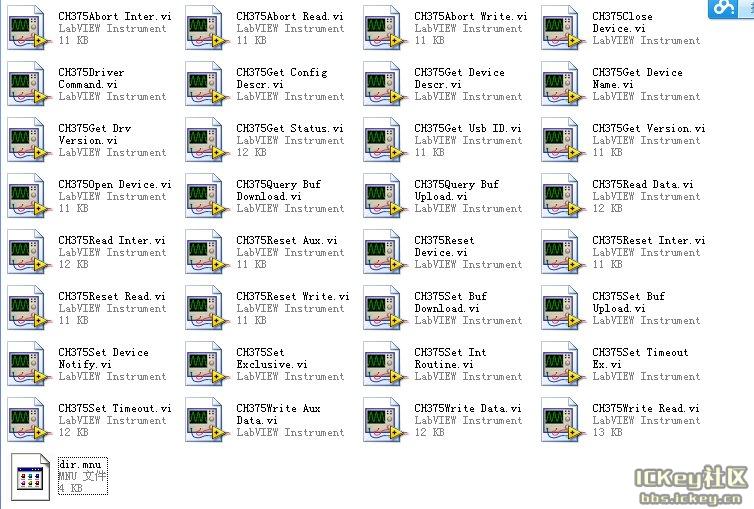 CH375Abort Inter.vi
LabVIEW Instrument
11 KB
CH375Abort Read.vi
LabVIEW Instrument
11 KB
CH375Abort Write.vi
LabVIEW Instrument
11 KB
CH375Close
Device.vi
LabVIEW Instrument
CH375Driver
Command.vi
LabVIEW Instrument
CH375Get Config
Descr.vi
LabVIEW Instrument
CH375Get Device
Descr.vi
LabVIEW Instrument
CH375Get Device
Name.vi
LabVIEW Instrument
CH375Get Drv
Version.vi
LabVIEW Instrument
CH375Get Status.vi
LabVIEW Instrument
12 KB
CH375Get Usb ID.vi
LabVIEW Instrument
11 KB
CH375Get Version.vi
LabVIEW Instrument
11 KB
CH375Open Device.vi
LabVIEW Instrument
11 KB
CH375Query Buf
Download.vi
LabVIEW Instrument
CH375Query Buf
Upload.vi
LabVIEW Instrument
CH375Read Data.vi
LabVIEW Instrument
12 KB
CH375Read Inter.vi
LabVIEW Instrument
12 KB
CH375Reset Aux.vi
LabVIEW Instrument
11 KB
CH375Reset
Device.vi
LabVIEW Instrument
CH375Reset Inter.vi
LabVIEW Instrument
11 KB
CH375Reset Read.vi
LabVIEW Instrument
11 KB
CH375Reset Write.vi
LabVIEW Instrument
11 KB
CH375Set Buf
Download.vi
LabVIEW Instrument
CH375Set Buf
Upload.vi
LabVIEW Instrument
CH375Set Device
Notify.vi
LabVIEW Instrument
CH375Set
Exclusive.vi
LabVIEW Instrument
CH375Set Int
Routine.vi
LabVIEW Instrument
CH375Set Timeout
Ex.vi
LabVIEW Instrument
CH375Set Timeout.vi
LabVIEW Instrument
12 KB
CH375Write Aux
Data.vi
LabVIEW Instrument
CH375Write Data.vi
LabVIEW Instrument
12 KB
CH375Write Read.vi
LabVIEW Instrument
13 KB
dir.mnu
MNU 文件
4 KB
ICKey社区
bbs.ickey.cn